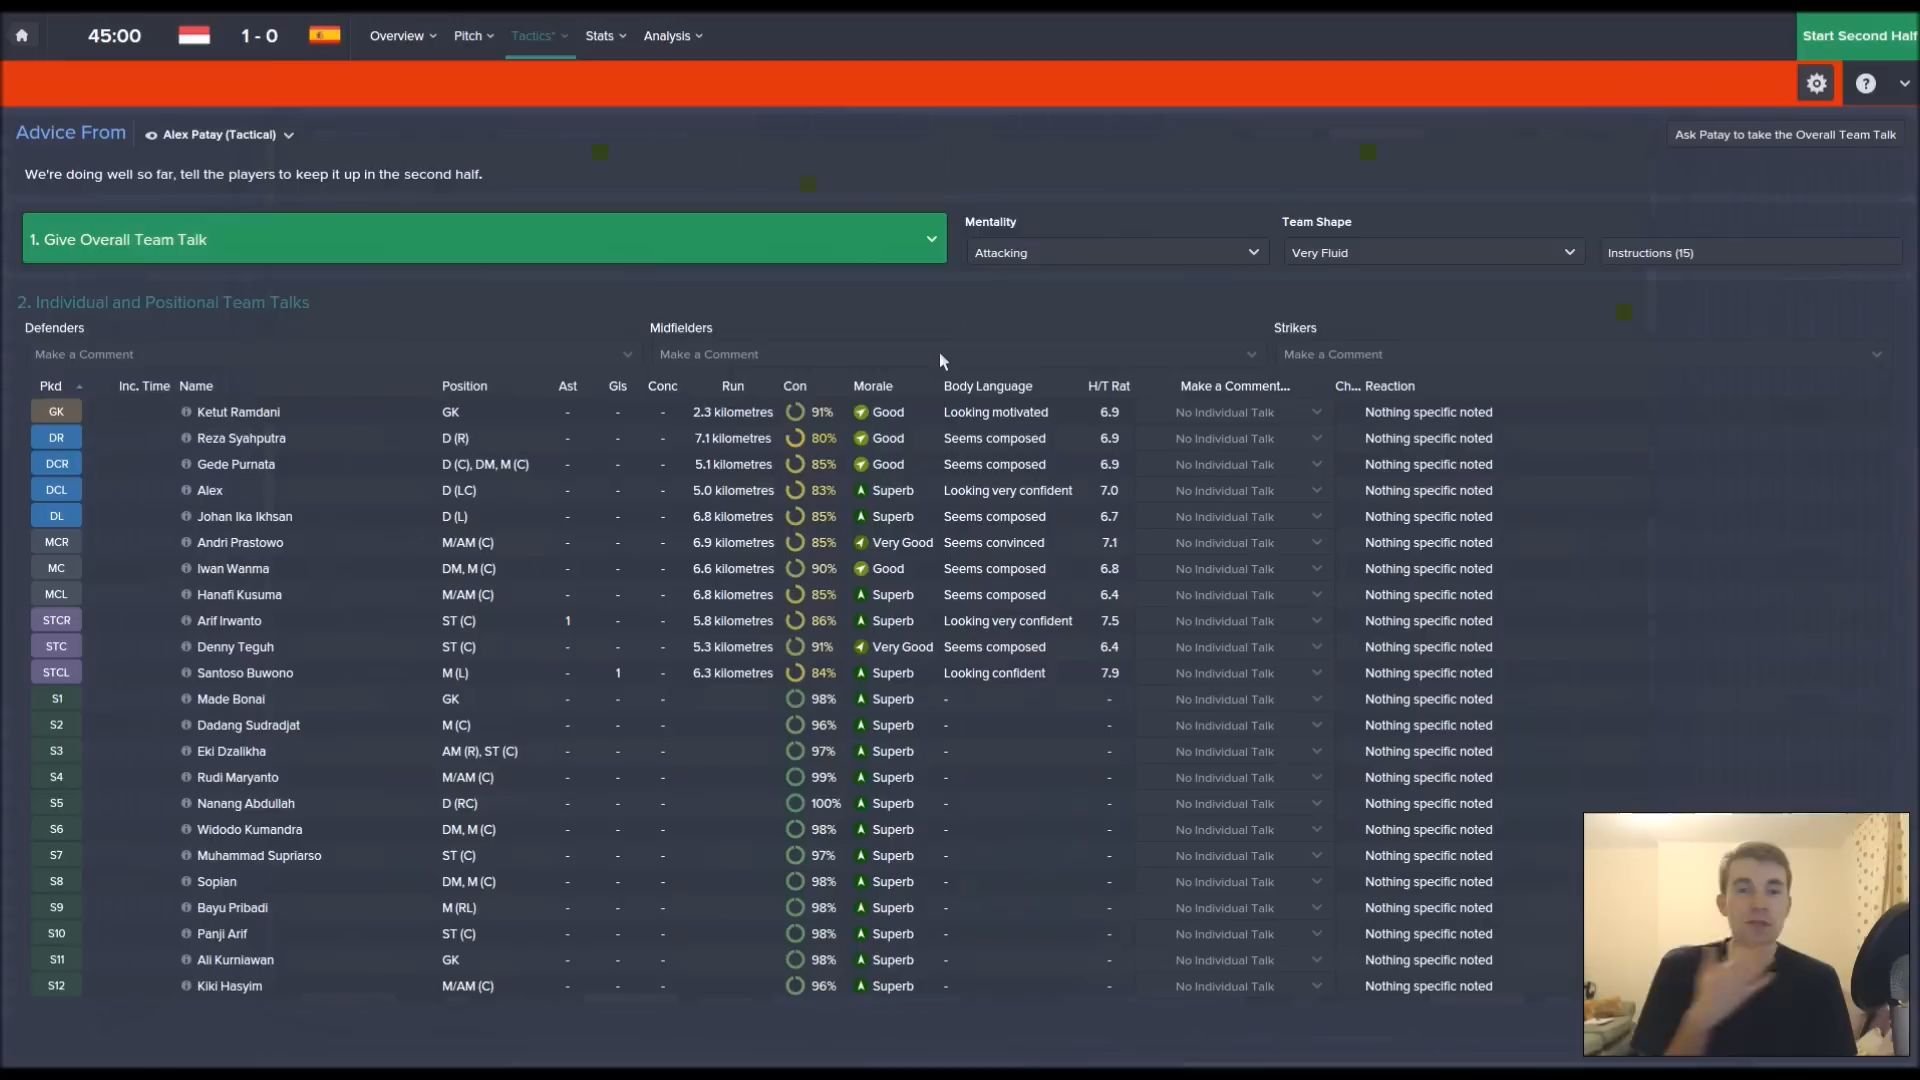 45:00 1 - 0 Overview Pitch Tactics* Stats Analysis Start Second Half
Advice From Alex Patay (Tactical) Ask Patay to take the Overall Team Talk
We're doing well so far, tell the players to keep it up in the second half.
Mentality Team Shape
1. Give Overall Team Talk Attacking Very Fluid Instructions (15)
2. Individual and Positional Team Talks
Defenders Midfielders Strikers
Make a Comment Make a Comment Make a Comment
Pkd Inc. Time Name Position Ast Gls Conc Run Con Morale Body Language H/T Rat Make a Comment... Ch... Reaction
GK Ketut Ramdani GK - - - 2.3 kilometres 91% Good Looking motivated 6.9 No Individual Talk Nothing specific noted
DR Reza Syahputra D (R) - - - 7.1 kilometres 80% Good Seems composed 6.9 No Individual Talk Nothing specific noted
DCR Gede Purnata D (C), DM, M (C) - - - 5.1 kilometres 85% Good Seems composed 6.9 No Individual Talk Nothing specific noted
DCL Alex D (LC) - - - 5.0 kilometres 83% Superb Looking very confident 7.0 No Individual Talk Nothing specific noted
DL Johan Ika Ikhsan D (L) - - - 6.8 kilometres 85% Superb Seems composed 6.7 No Individual Talk Nothing specific noted
MCR Andri Prastowo M/AM (C) - - - 6.9 kilometres 85% Very Good Seems convinced 7.1 No Individual Talk Nothing specific noted
MC Iwan Wanma DM, M (C) - - - 6.6 kilometres 90% Good Seems composed 6.8 No Individual Talk Nothing specific noted
MCL Hanafi Kusuma M/AM (C) - - - 6.8 kilometres 85% Superb Seems composed 6.4 No Individual Talk Nothing specific noted
STCR Arif Irwanto ST (C) 1 - - 5.8 kilometres 86% Superb Looking very confident 7.5 No Individual Talk Nothing specific noted
STC Denny Teguh ST (C) - - - 5.3 kilometres 91% Very Good Seems composed 6.4 No Individual Talk Nothing specific noted
STCL Santoso Buwono M (L) - 1 - 6.3 kilometres 84% Superb Looking confident 7.9 No Individual Talk Nothing specific noted
S1 Made Bonai GK - - - 98% Superb - - No Individual Talk Nothing specific noted
S2 Dadang Sudradjat M (C) - - - 96% Superb - - No Individual Talk Nothing specific noted
S3 Eki Dzalikha AM (R), ST (C) - - - 97% Superb - - No Individual Talk Nothing specific noted
S4 Rudi Maryanto M/AM (C) - - - 99% Superb - - No Individual Talk Nothing specific noted
S5 Nanang Abdullah D (RC) - - - 100% Superb - - No Individual Talk Nothing specific noted
S6 Widodo Kumandra DM, M (C) - - - 98% Superb - - No Individual Talk Nothing specific noted
S7 Muhammad Supriarso ST (C) - - - 97% Superb - - No Individual Talk Nothing specific noted
S8 Sopian DM, M (C) - - - 98% Superb - - No Individual Talk Nothing specific noted
S9 Bayu Pribadi M (RL) - - - 98% Superb - - No Individual Talk Nothing specific noted
S10 Panji Arif ST (C) - - - 98% Superb - - No Individual Talk Nothing specific noted
S11 Ali Kurniawan GK - - - 98% Superb - - No Individual Talk Nothing specific noted
S12 Kiki Hasyim M/AM (C) - - - 96% Superb - - No Individual Talk Nothing specific noted